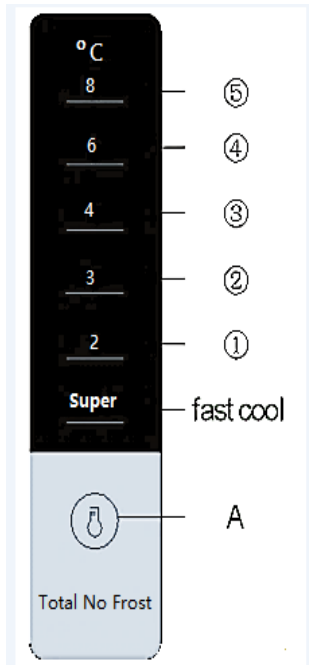 °C
8 ⑤
6 ④
4 ③
3 ②
2 ①
Super fast cool
A
Total No Frost